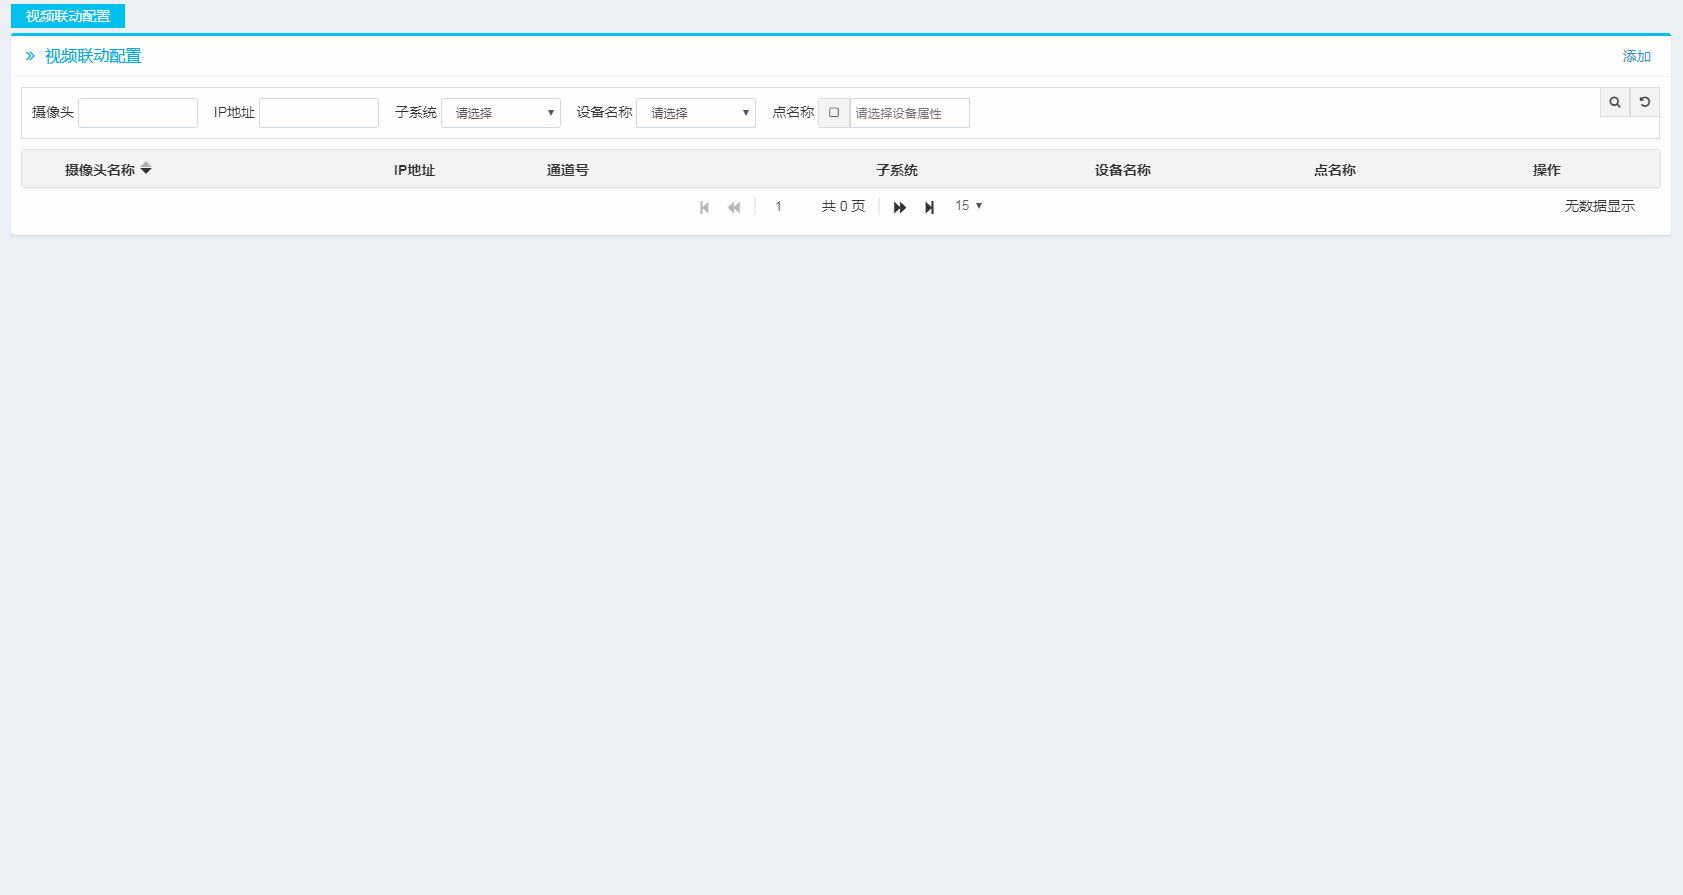 视频联动配置
视频联动配置 添加
摄像头 IP地址 子系统 请选择 设备名称 请选择 点名称 请选择设备属性
摄像头名称 IP地址 通道号 子系统 设备名称 点名称 操作
1 共 0 页 15 无数据显示